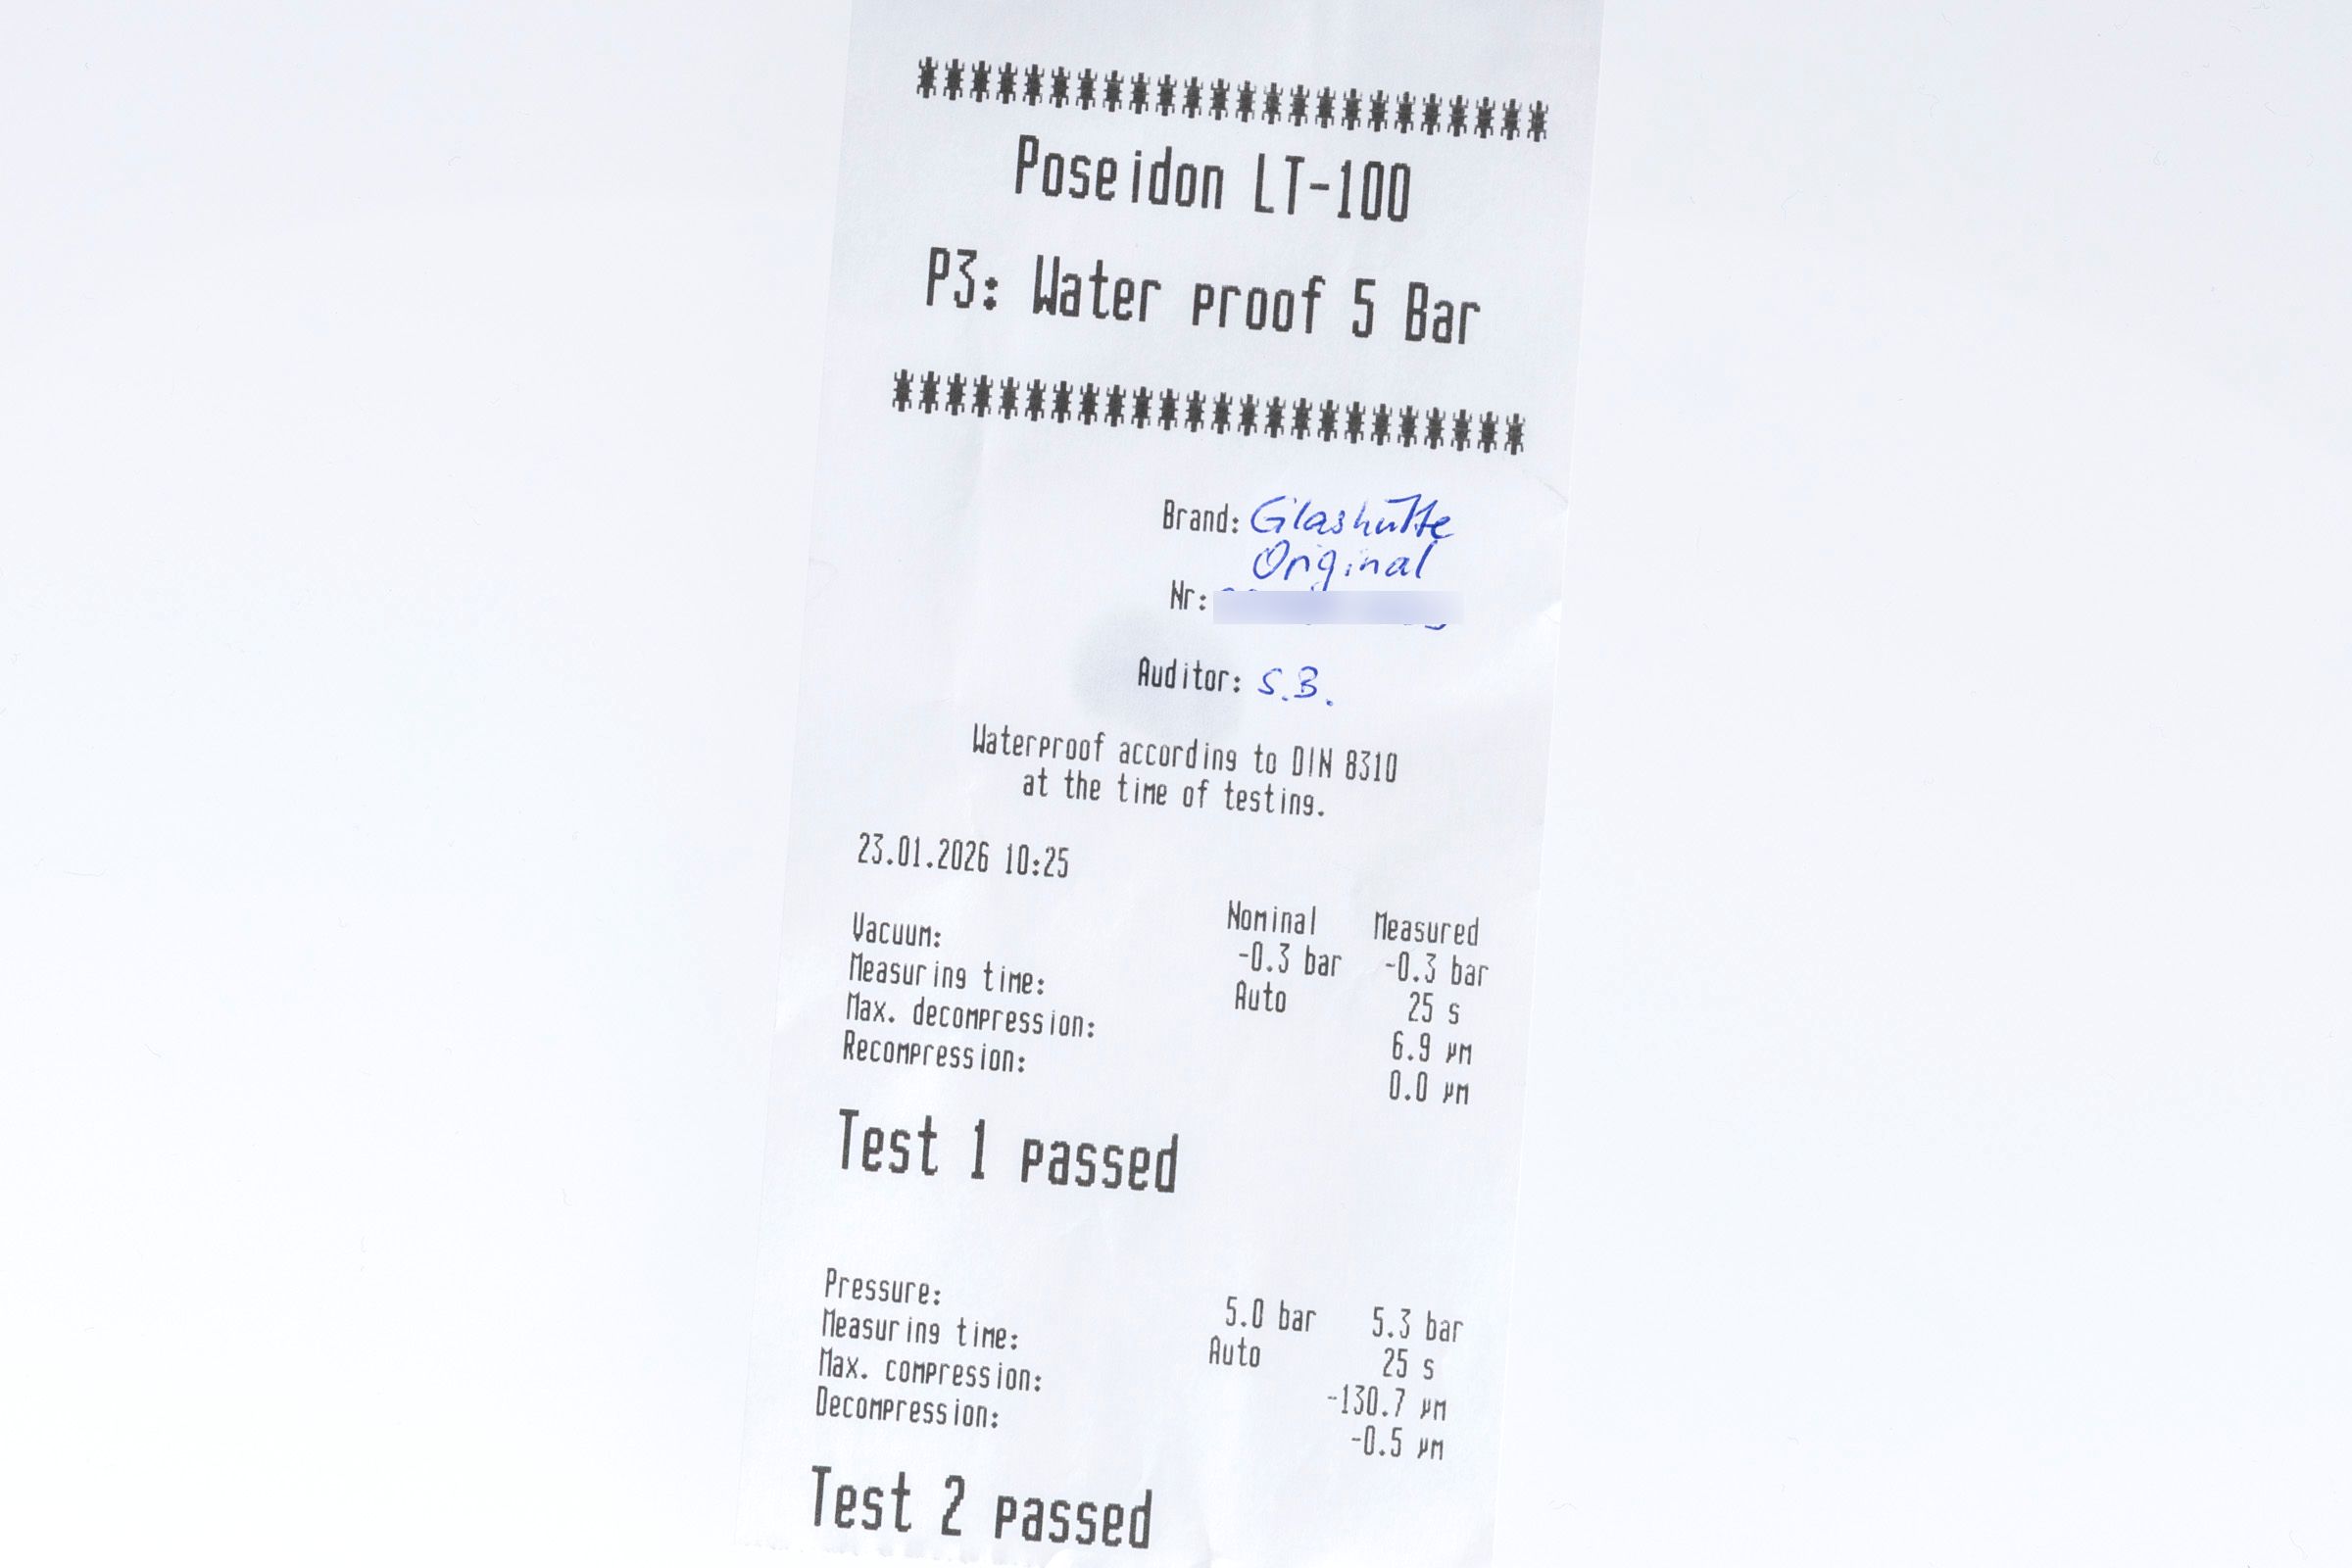 ************************
Poseidon LT-100
P3: Water proof 5 Bar
************************
Brand: Glashütte
Original
Nr:
Auditor: S.B.
Waterproof according to DIN 8310
at the time of testing.
23.01.2026 10:25
Nominal Measured
Vacuum: -0.3 bar -0.3 bar
Measuring time: Auto 25 s
Max. decompression: 6.9 µm
Recompression: 0.0 µm
Test 1 passed
Pressure: 5.0 bar 5.3 bar
Measuring time: Auto 25 s
Max. compression: -130.7 µm
Decompression: -0.5 µm
Test 2 passed